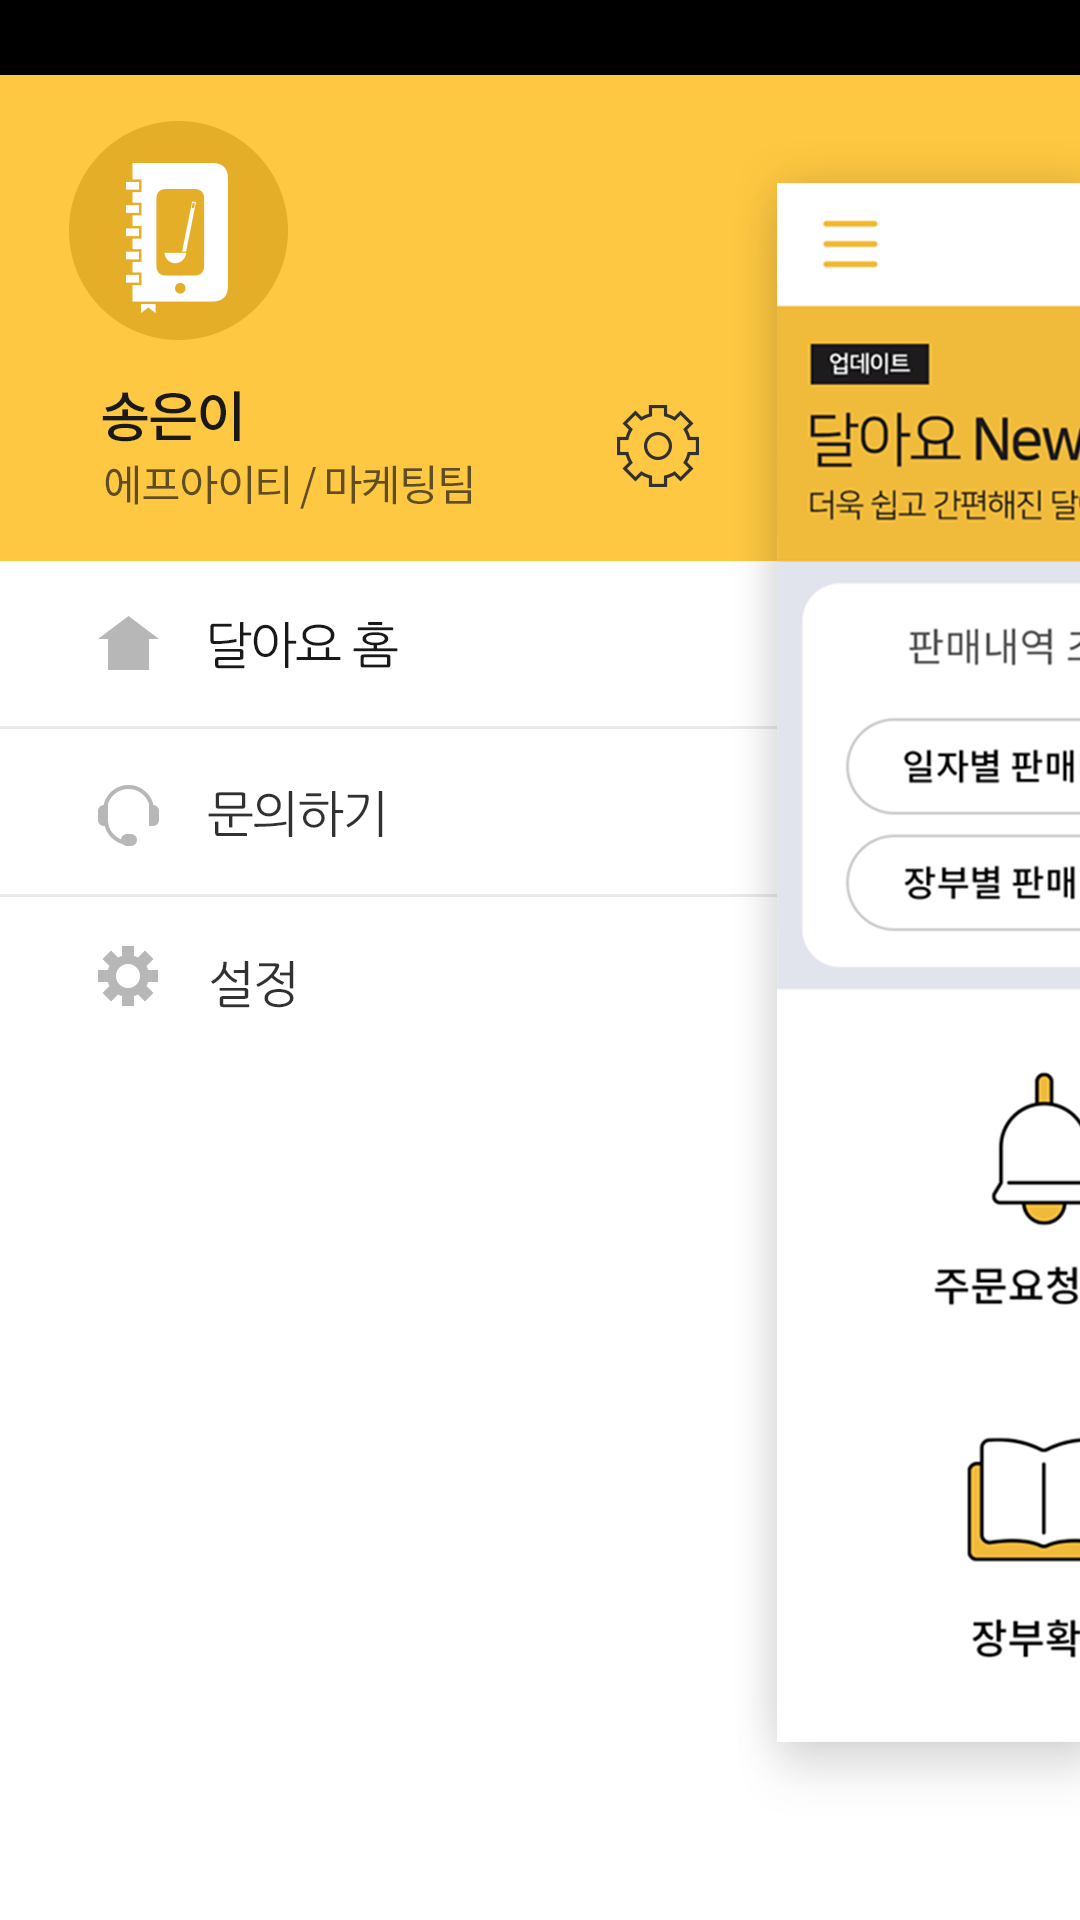 송은이
에프아이티 / 마케팅팀
달아요 홈
문의하기
설정
업데이트
달아요 New
더욱 쉽고 간편해진
판매내역
일자별 판매
장부별 판매
주문요청
장부확